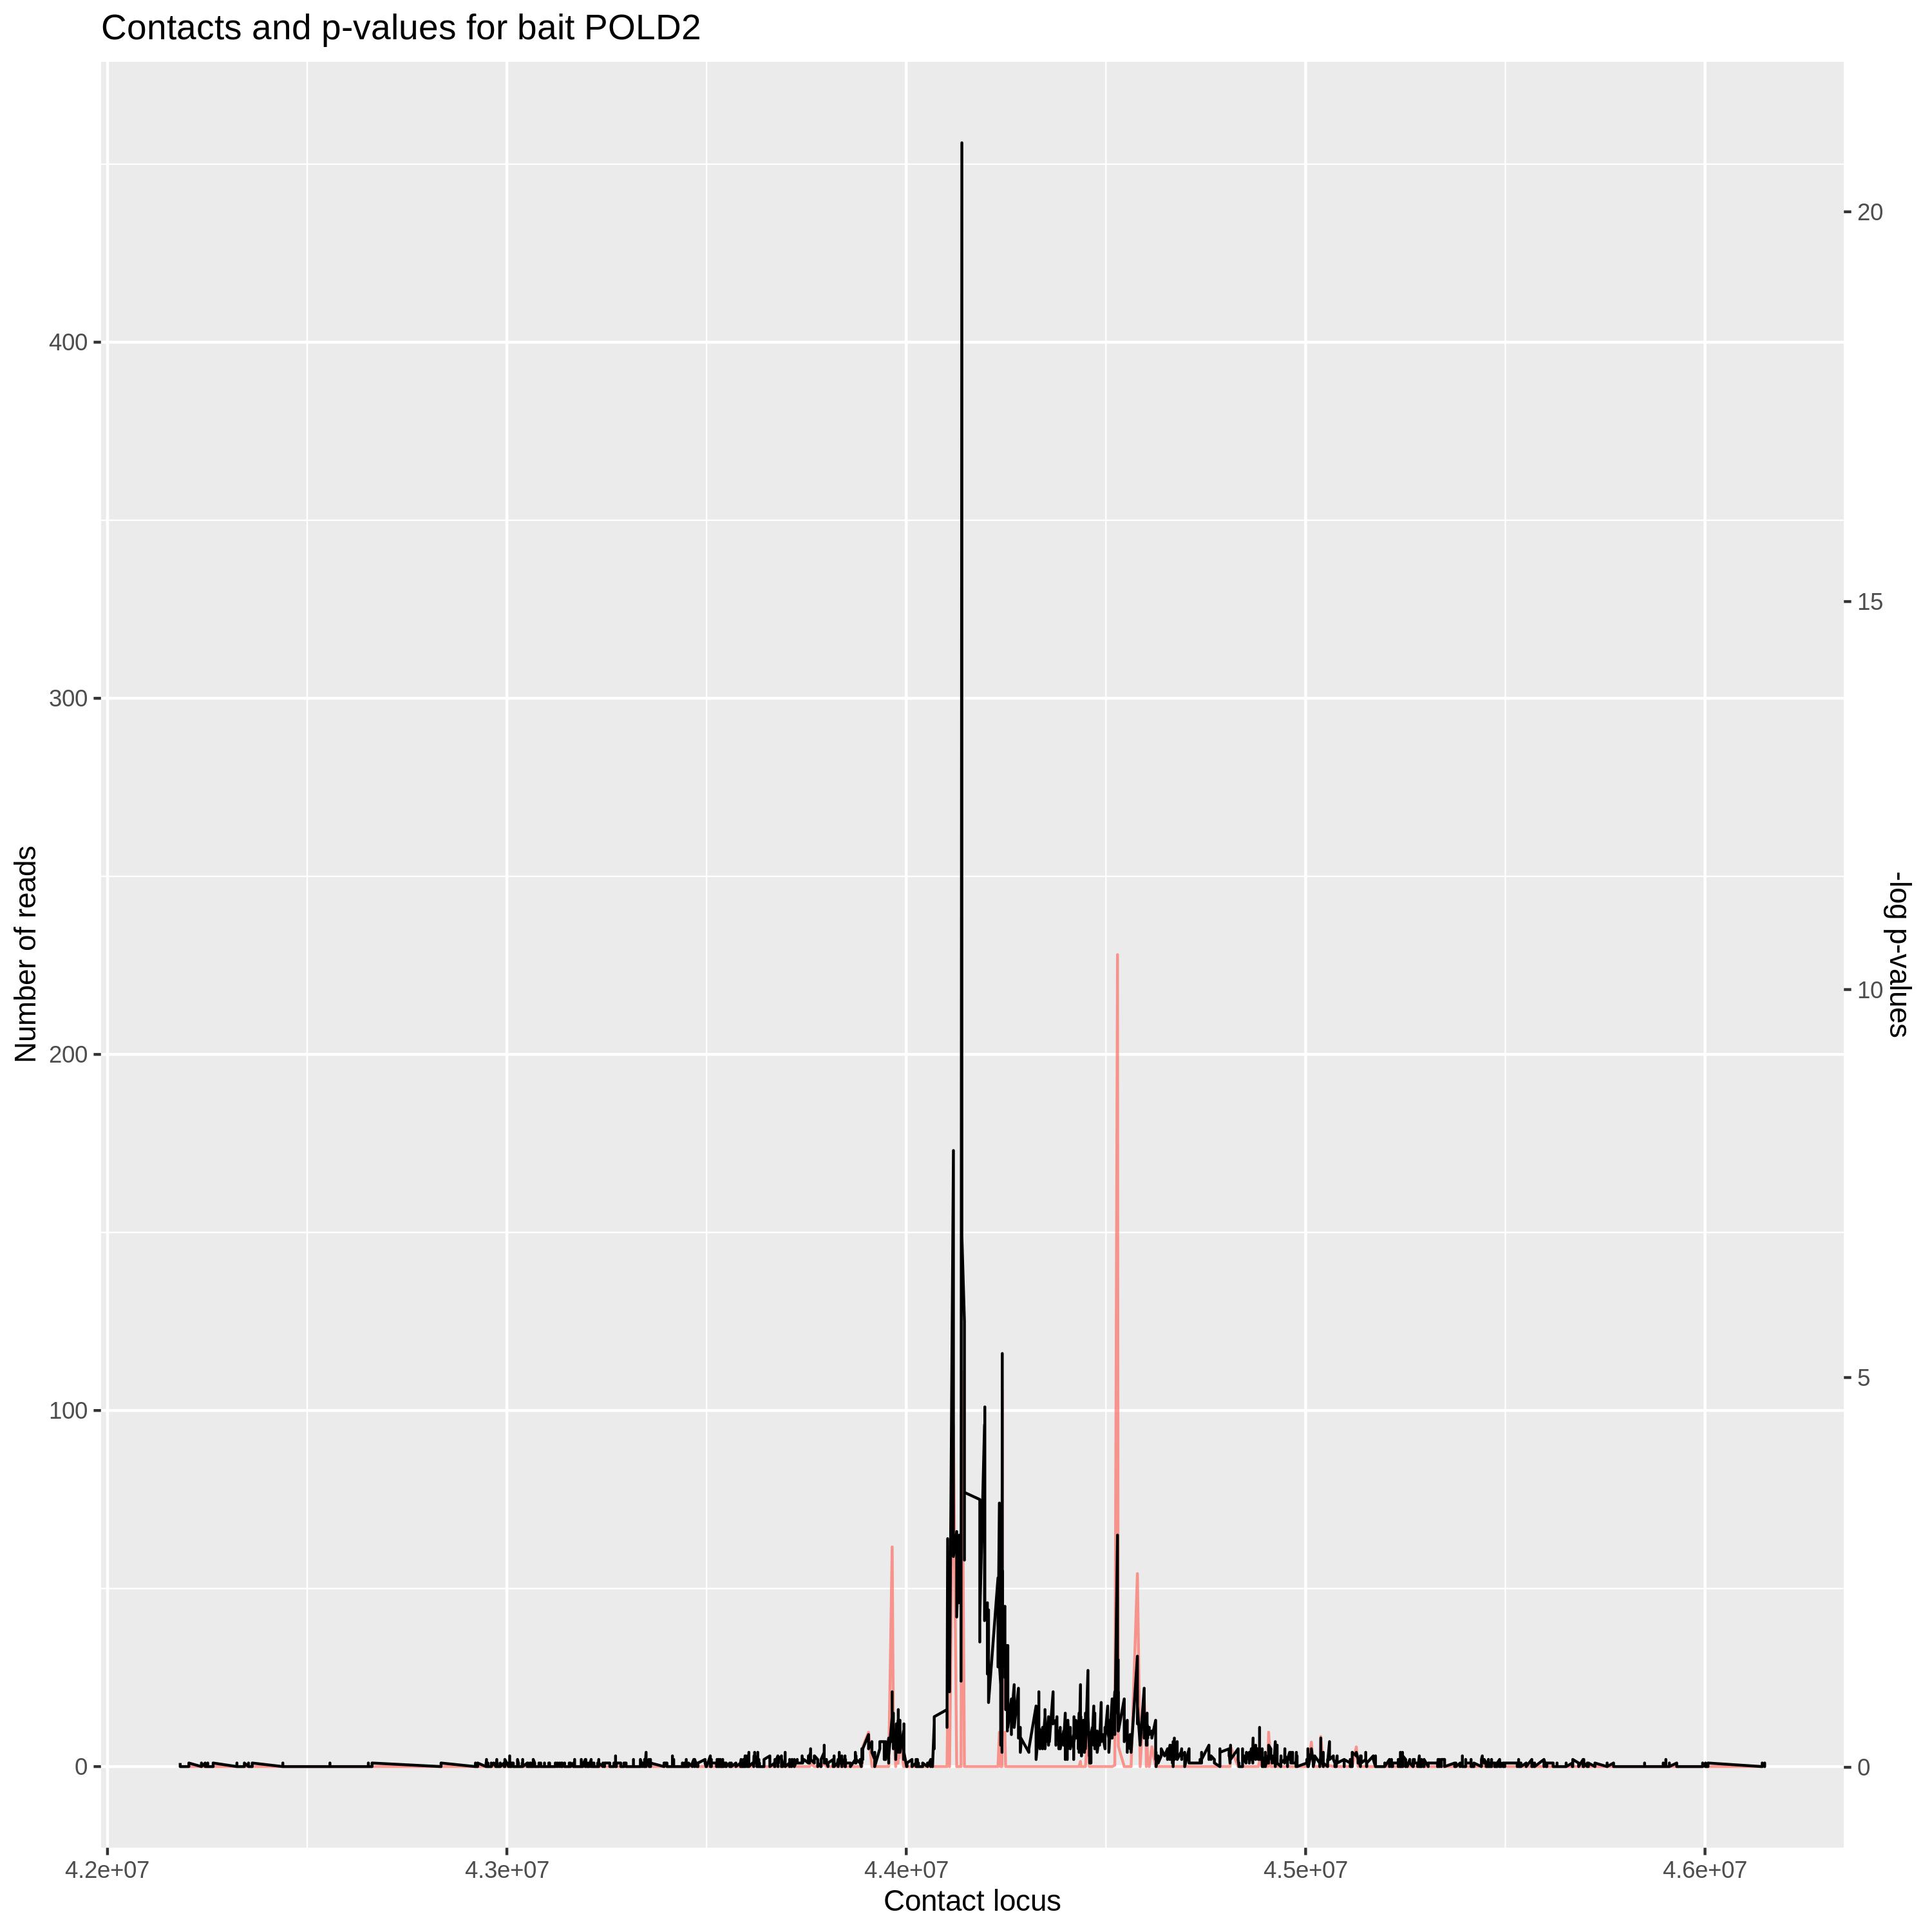 Contacts and p-values for bait POLD2
Number of reads
400
300
200
100
0
20
15
10
5
0
-log p-values
4.2e+07
4.3e+07
4.4e+07
4.5e+07
4.6e+07
Contact locus